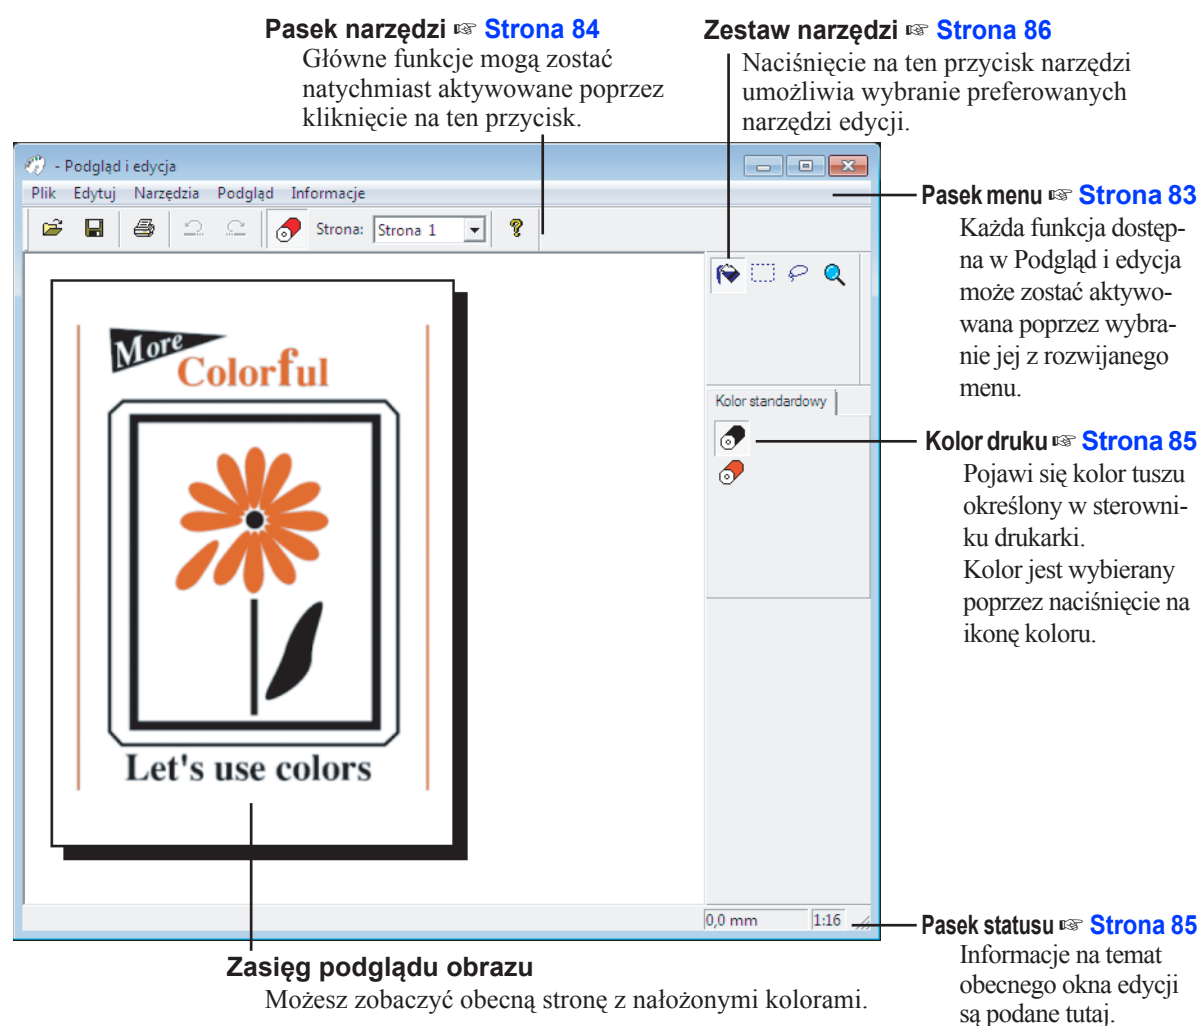 Pasek narzędzi ☞ Strona 84
Główne funkcje mogą zostać
natychmiast aktywowane poprzez
kliknięcie na ten przycisk.
Zestaw narzędzi ☞ Strona 86
Naciśnięcie na ten przycisk narzędzi
umożliwia wybranie preferowanych
narzędzi edycji.
- Podgląd i edycja
Plik Edytuj Narzędzia Podgląd Informacje
Strona: Strona 1
More
Colorful
Let's use colors
Kolor standardowy
0,0 mm 1:16
Pasek menu ☞ Strona 83
Każda funkcja dostęp-
na w Podgląd i edycja
może zostać aktywo-
wana poprzez wybra-
nie jej z rozwijanego
menu.
Kolor druku ☞ Strona 85
Pojawi się kolor tuszu
określony w sterowni-
ku drukarki.
Kolor jest wybierany
poprzez naciśnięcie na
ikonę koloru.
Pasek statusu ☞ Strona 85
Informacje na temat
obecnego okna edycji
są podane tutaj.
Zasięg podglądu obrazu
Możesz zobaczyć obecną stronę z nałożonymi kolorami.